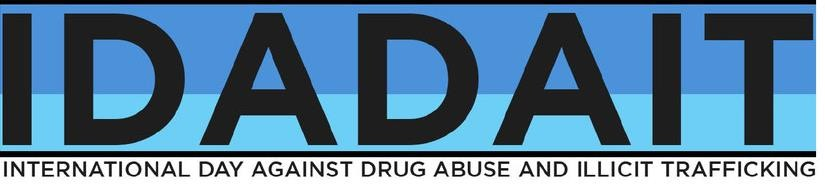 IDADAIT
INTERNATIONAL DAY AGAINST DRUG ABUSE AND ILLICIT TRAFFICKING